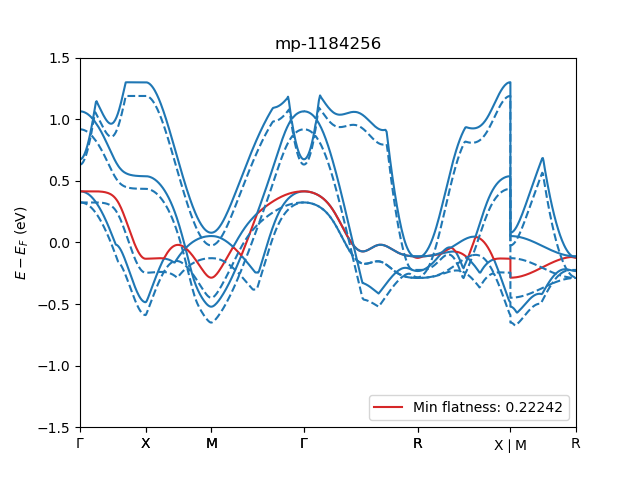 mp-1184256
E − E_F (eV)
1.5
1.0
0.5
0.0
−0.5
−1.0
−1.5
Min flatness: 0.22242
Γ X M Γ R X | M R